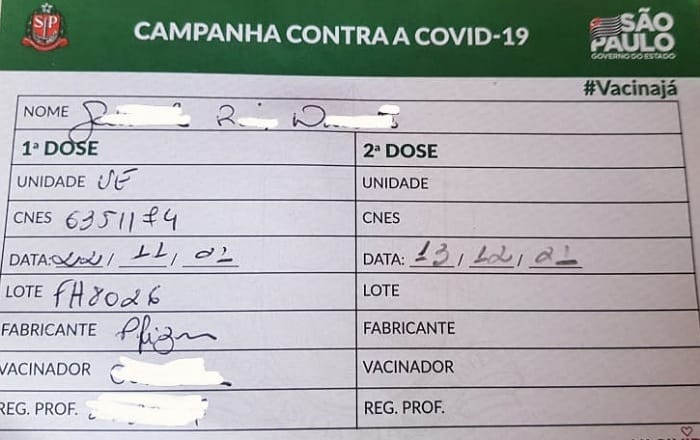 SP
CAMPANHA CONTRA A COVID-19
SÃO PAULO
GOVERNO DO ESTADO
#Vacinajá
NOME
1ª DOSE 2ª DOSE
UNIDADE UE UNIDADE
CNES 6351174 CNES
DATA: 22/11/21 DATA: 13/12/21
LOTE FH8026 LOTE
FABRICANTE Pfizer FABRICANTE
VACINADOR VACINADOR
REG. PROF. REG. PROF.